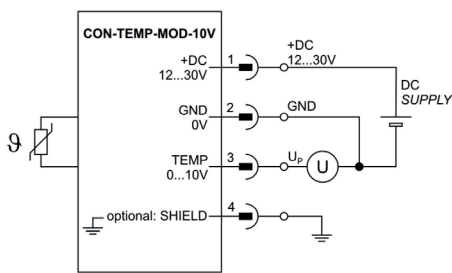 CON-TEMP-MOD-10V
+DC
12...30V
1
+DC
12...30V
DC
SUPPLY
GND
0V
2
GND
ϑ
TEMP
0...10V
3
UP
U
optional: SHIELD
4